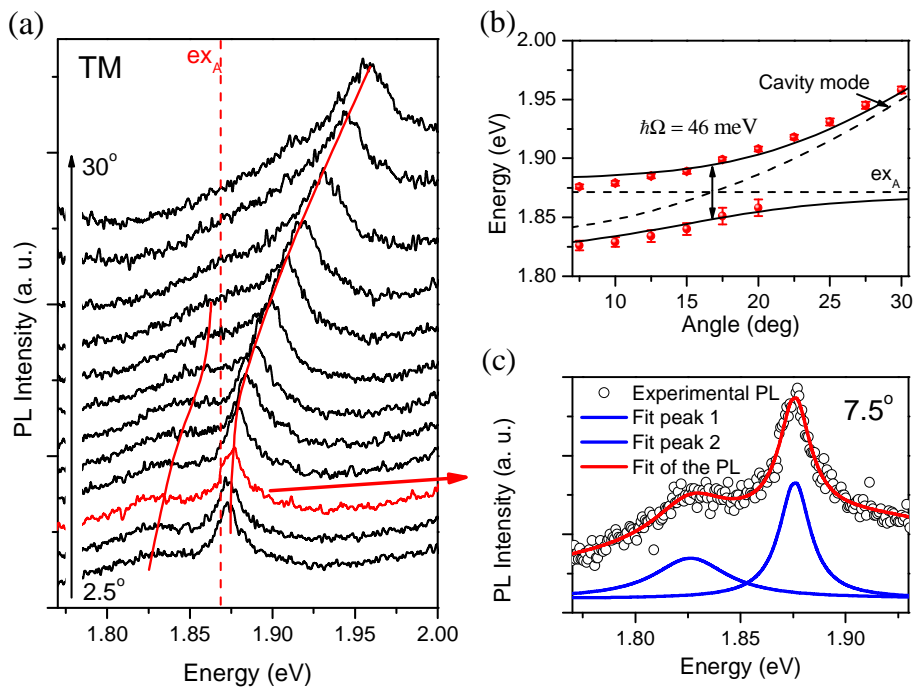 (a)
TM
ex_A
30°
2.5°
PL Intensity (a. u.)
1.80 1.85 1.90 1.95 2.00
Energy (eV)
(b)
2.00
1.95
1.90
1.85
1.80
Energy (eV)
Cavity mode
ħΩ = 46 meV
ex_A
10 15 20 25 30
Angle (deg)
(c)
Experimental PL
Fit peak 1
Fit peak 2
Fit of the PL
7.5°
PL Intensity (a. u.)
1.80 1.85 1.90
Energy (eV)